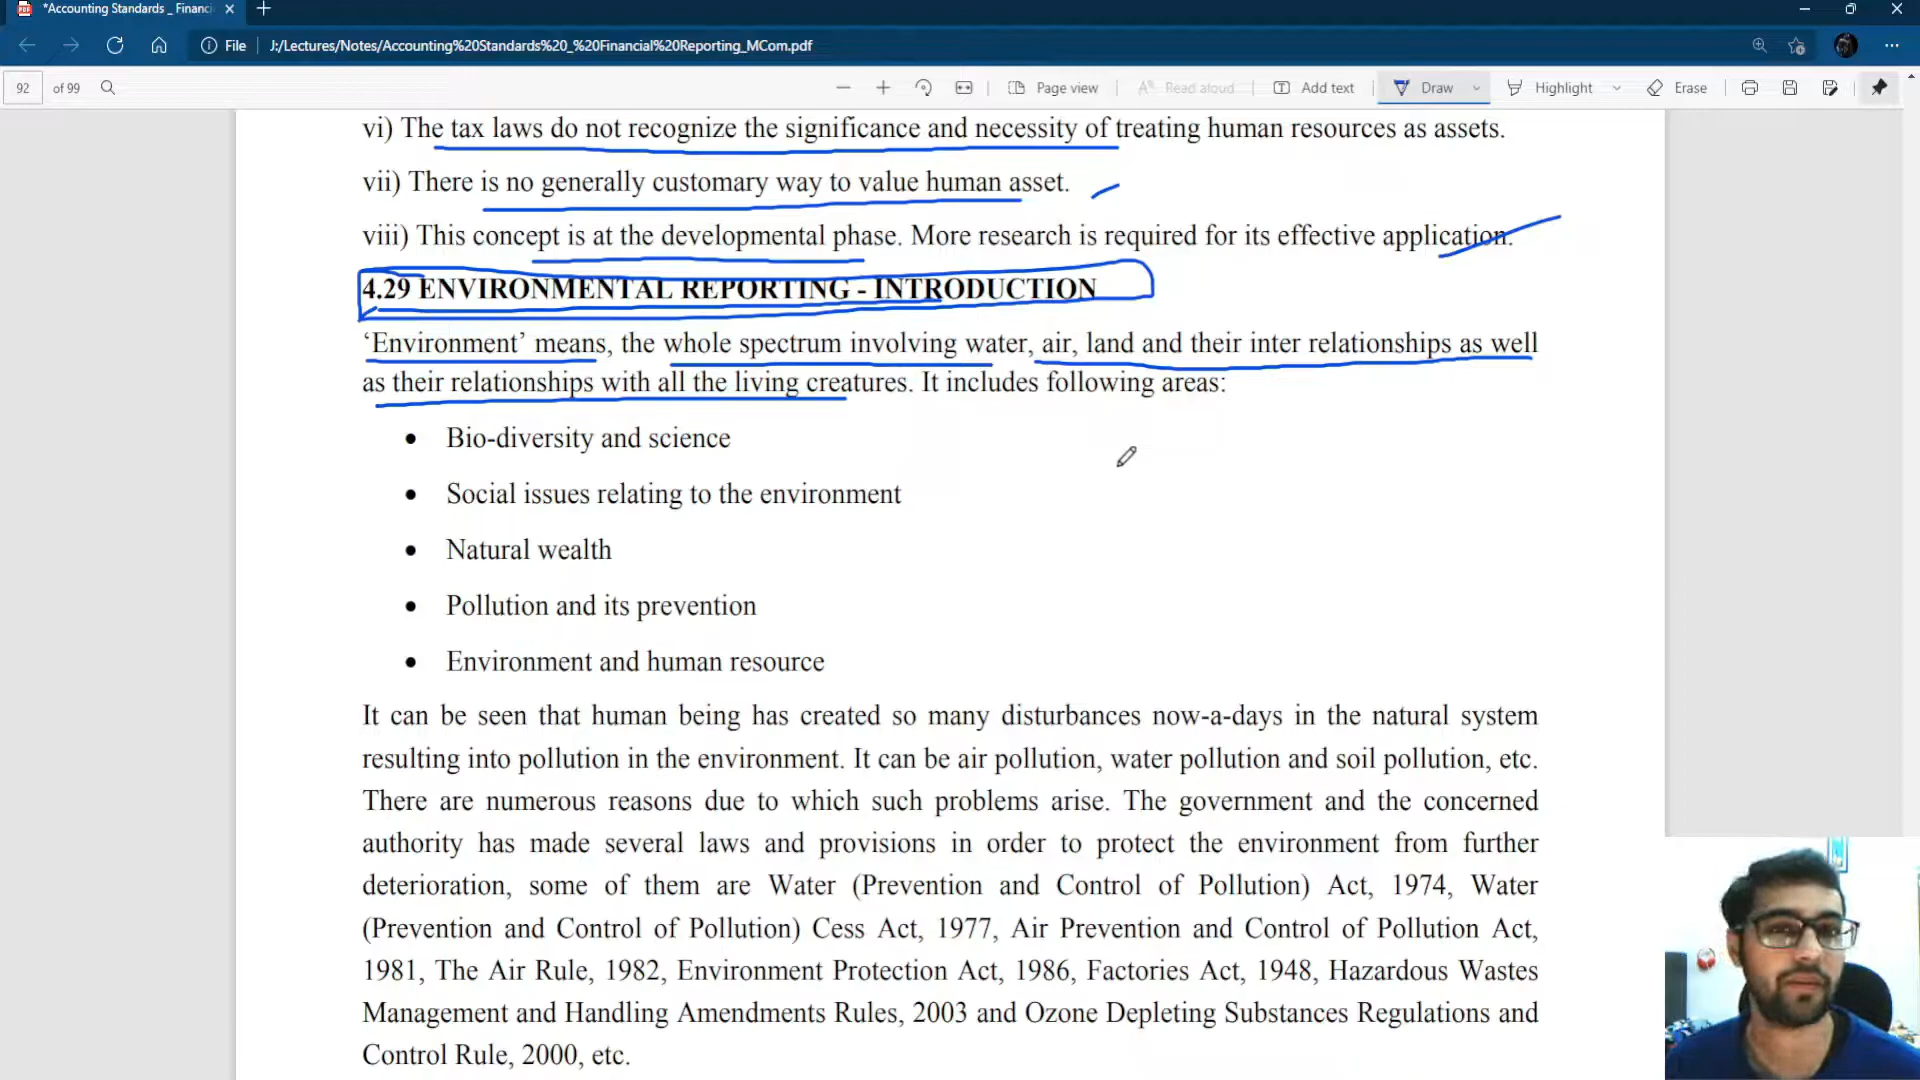 *Accounting Standards _ Financi
File
J:/Lectures/Notes/Accounting%20Standards%20_%20Financial%20Reporting_MCom.pdf
92 of 99
Page view
Read aloud
Add text
Draw
Highlight
Erase
vi) The tax laws do not recognize the significance and necessity of treating human resources as assets.
vii) There is no generally customary way to value human asset.
viii) This concept is at the developmental phase. More research is required for its effective application.
4.29 ENVIRONMENTAL REPORTING - INTRODUCTION
‘Environment’ means, the whole spectrum involving water, air, land and their inter relationships as well
as their relationships with all the living creatures. It includes following areas:
• Bio-diversity and science
• Social issues relating to the environment
• Natural wealth
• Pollution and its prevention
• Environment and human resource
It can be seen that human being has created so many disturbances now-a-days in the natural system
resulting into pollution in the environment. It can be air pollution, water pollution and soil pollution, etc.
There are numerous reasons due to which such problems arise. The government and the concerned
authority has made several laws and provisions in order to protect the environment from further
deterioration, some of them are Water (Prevention and Control of Pollution) Act, 1974, Water
(Prevention and Control of Pollution) Cess Act, 1977, Air Prevention and Control of Pollution Act,
1981, The Air Rule, 1982, Environment Protection Act, 1986, Factories Act, 1948, Hazardous Wastes
Management and Handling Amendments Rules, 2003 and Ozone Depleting Substances Regulations and
Control Rule, 2000, etc.